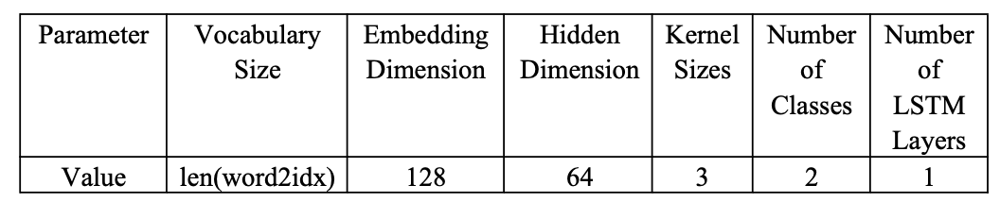 Parameter Vocabulary Embedding Hidden Kernel Number Number
Size Dimension Dimension Sizes of of
Classes LSTM
Layers
Value len(word2idx) 128 64 3 2 1